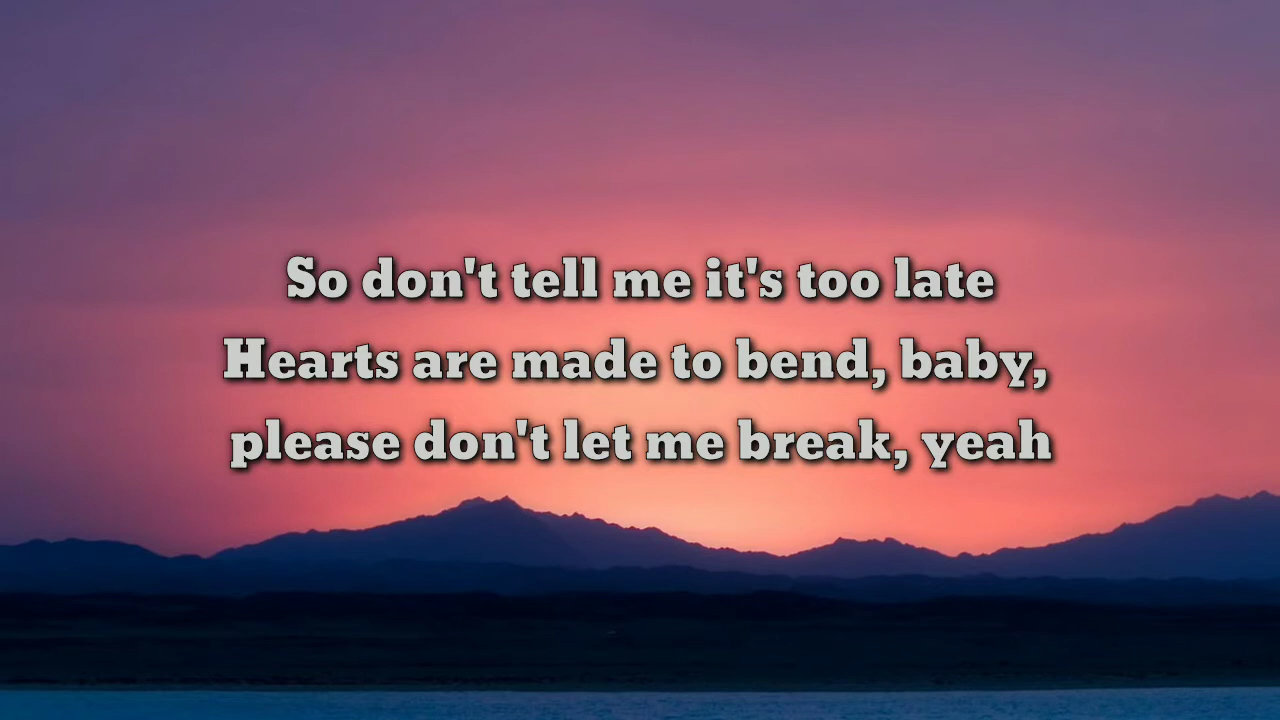 So don't tell me it's too late
Hearts are made to bend, baby,
please don't let me break, yeah